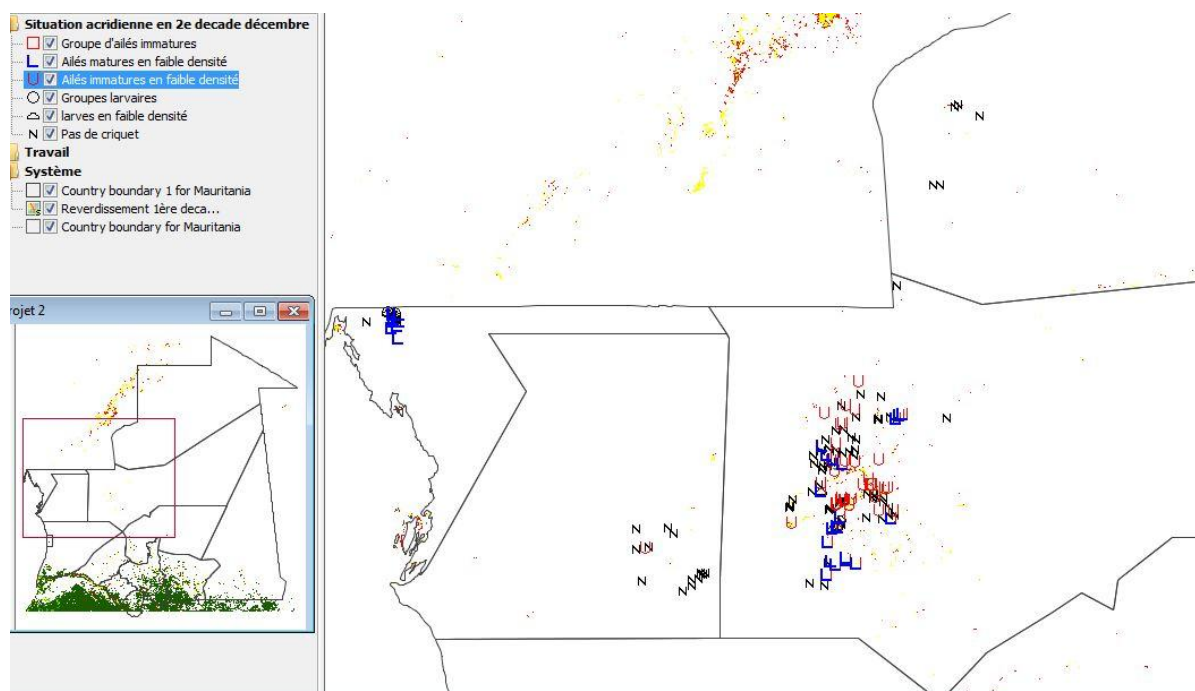 Situation acridienne en 2e decade décembre
Groupe d'ailés immatures
Ailés matures en faible densité
Ailés immatures en faible densité
Groupes larvaires
larves en faible densité
N Pas de criquet
Travail
Système
Country boundary 1 for Mauritania
Reverdissement 1ère deca...
Country boundary for Mauritania
rojet 2